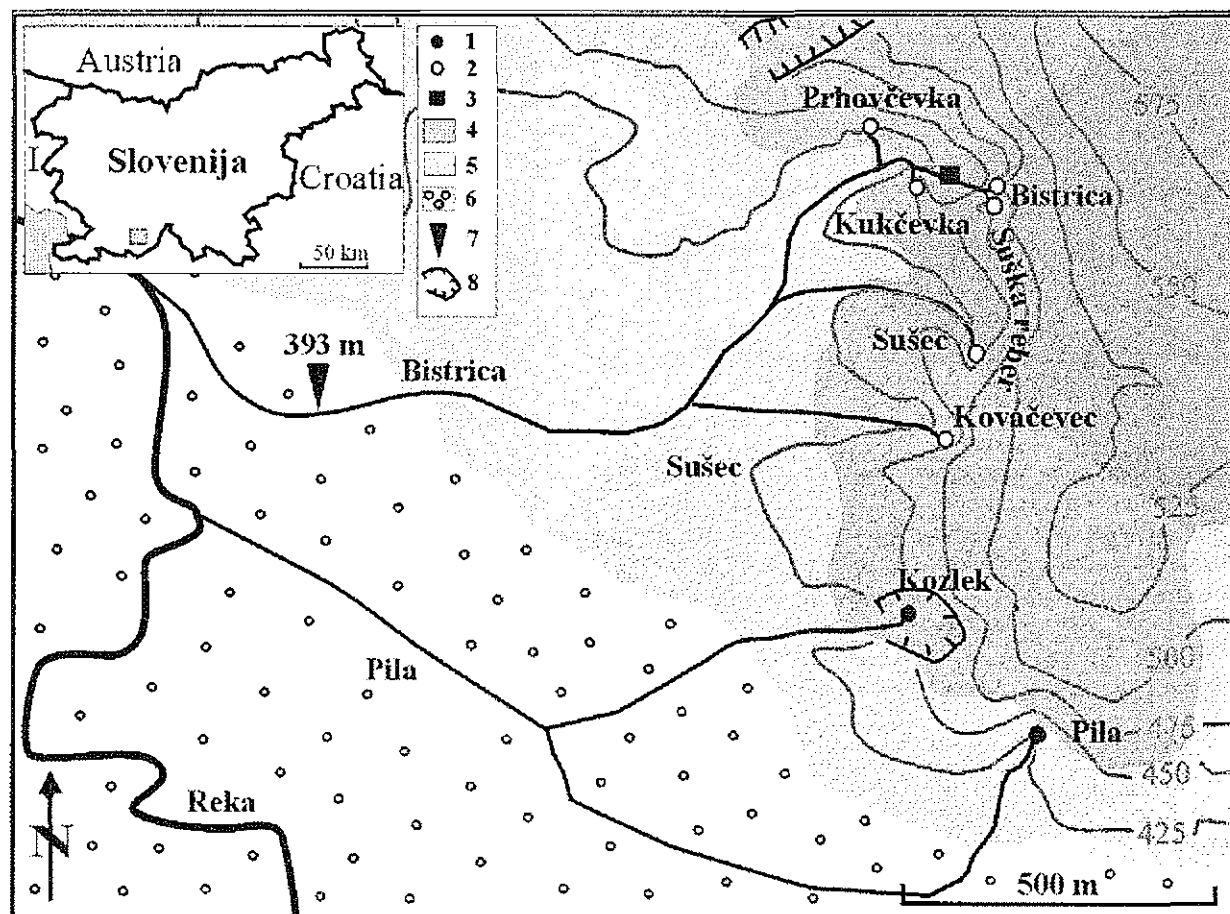 Austria
Slovenija
I
Croatia
50 km
1
2
3
4
5
6
7
8
Prhovčevka
575
Bistrica
Kukčevka
Suška reber
550
Sušec
393 m
Bistrica
Kovačevec
Sušec
525
Kozlek
500
Pila
Pila
475
450
Reka
425
N
500 m